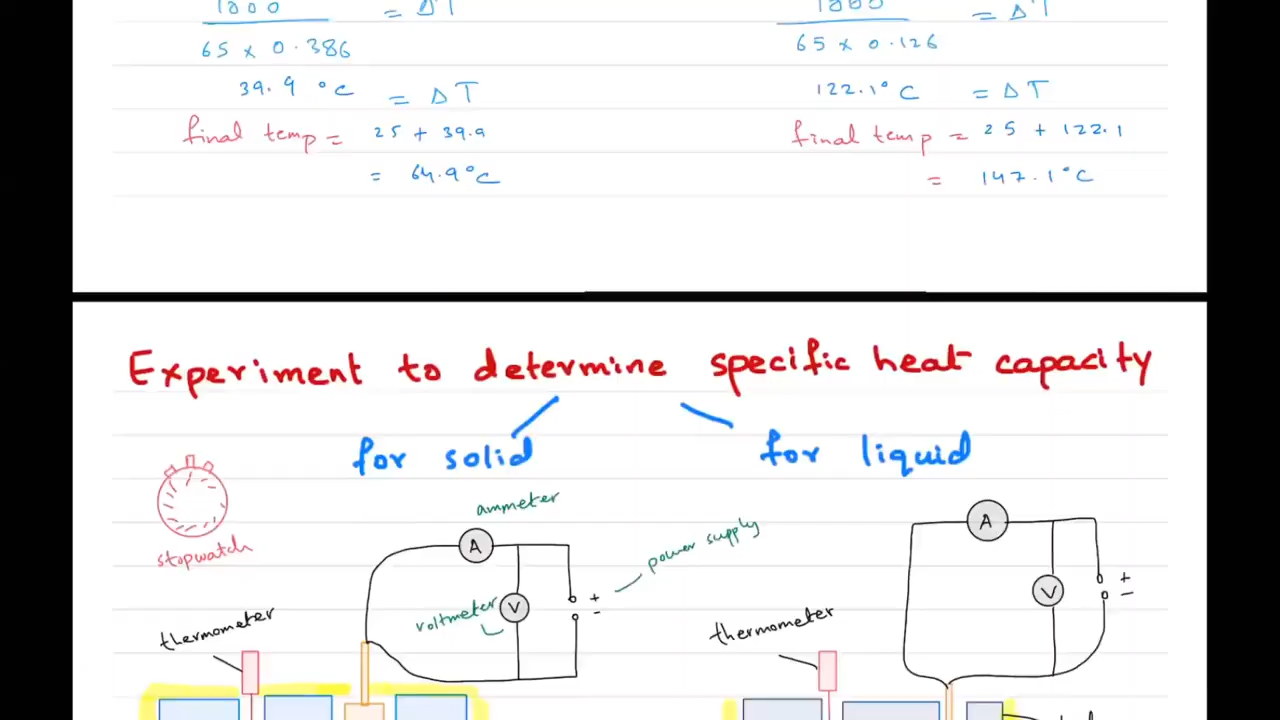 1000 = ΔT
65 x 0.386
39.9 °C = ΔT
final temp = 25 + 39.9
= 64.9°C
1000 = ΔT
65 x 0.126
122.1°C = ΔT
final temp = 25 + 122.1
= 147.1°C
Experiment to determine specific heat capacity
for solid
for liquid
stopwatch
ammeter
A
power supply
+
-
V
voltmeter
thermometer
A
+
-
V
thermometer